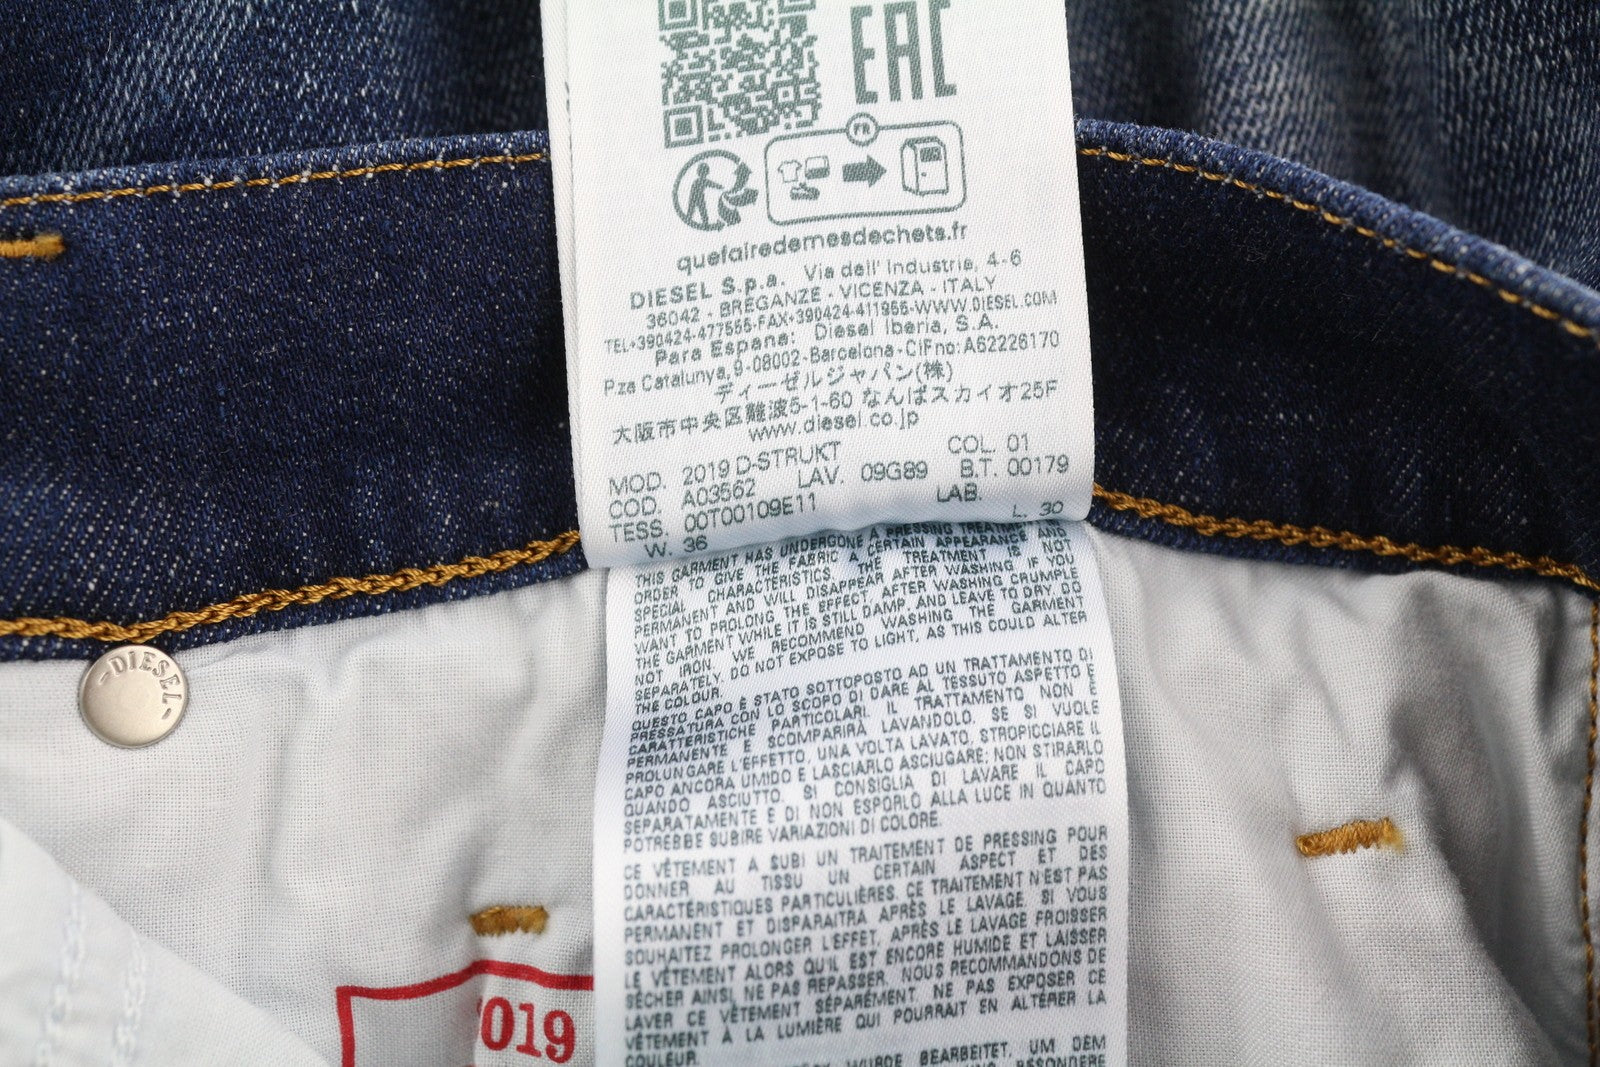 EAC
FR
quefairedemesdechets.fr
DIESEL S.p.a. Via dell' Industria, 4-6
36042 - BREGANZE - VICENZA - ITALY
TEL+390424-477555-FAX+390424-411955-WWW.DIESEL.COM
Para Espana: Diesel Iberia, S.A.
Pza Catalunya, 9-08002-Barcelona-CIFno:A62226170
ディーゼルジャパン(株)
大阪市中央区難波5-1-60 なんばスカイオ25F
www.diesel.co.jp
MOD. 2019 D-STRUKT COL. 01
COD. A03562 LAV. 09G89 B.T. 00179
TESS. 00T00109E11 LAB.
W. 36 L. 30
THIS GARMENT HAS UNDERGONE A PRESSING TREATMENT IN
ORDER TO GIVE THE FABRIC A CERTAIN APPEARANCE AND
SPECIAL CHARACTERISTICS. THE TREATMENT IS NOT
PERMANENT AND WILL DISAPPEAR AFTER WASHING. IF YOU
WANT TO PROLONG THE EFFECT, AFTER WASHING CRUMPLE
THE GARMENT WHILE IT IS STILL DAMP, AND LEAVE TO DRY. DO
NOT IRON. WE RECOMMEND WASHING THE GARMENT
SEPARATELY. DO NOT EXPOSE TO LIGHT, AS THIS COULD ALTER
THE COLOUR.
QUESTO CAPO È STATO SOTTOPOSTO AD UN TRATTAMENTO DI
PRESSATURA CON LO SCOPO DI DARE AL TESSUTO ASPETTO E
CARATTERISTICHE PARTICOLARI. IL TRATTAMENTO NON È
PERMANENTE E SCOMPARIRÀ LAVANDOLO. SE SI VUOLE
PROLUNGARE L'EFFETTO, UNA VOLTA LAVATO, STROPICCIARE IL
CAPO ANCORA UMIDO E LASCIARLO ASCIUGARE; NON STIRARLO
QUANDO ASCIUTTO. SI CONSIGLIA DI LAVARE IL CAPO
SEPARATAMENTE E DI NON ESPORLO ALLA LUCE IN QUANTO
POTREBBE SUBIRE VARIAZIONI DI COLORE.
CE VÊTEMENT A SUBI UN TRAITEMENT DE PRESSING POUR
DONNER AU TISSU UN CERTAIN ASPECT ET DES
CARACTÉRISTIQUES PARTICULIÈRES. CE TRAITEMENT N'EST PAS
PERMANENT ET DISPARAITRA APRÈS LE LAVAGE. SI VOUS
SOUHAITEZ PROLONGER L'EFFET, APRÈS LE LAVAGE FROISSER
LE VÊTEMENT ALORS QU'IL EST ENCORE HUMIDE ET LAISSER
SÉCHER AINSI, NE PAS REPASSER. NOUS RECOMMANDONS DE
LAVER CE VÊTEMENT SÉPARÉMENT. NE PAS EXPOSER CE
VÊTEMENT À LA LUMIÈRE QUI POURRAIT EN ALTÉRER LA
COULEUR.
WURDE BEARBEITET, UM DEM
BESONDERE
-DIESEL-
019